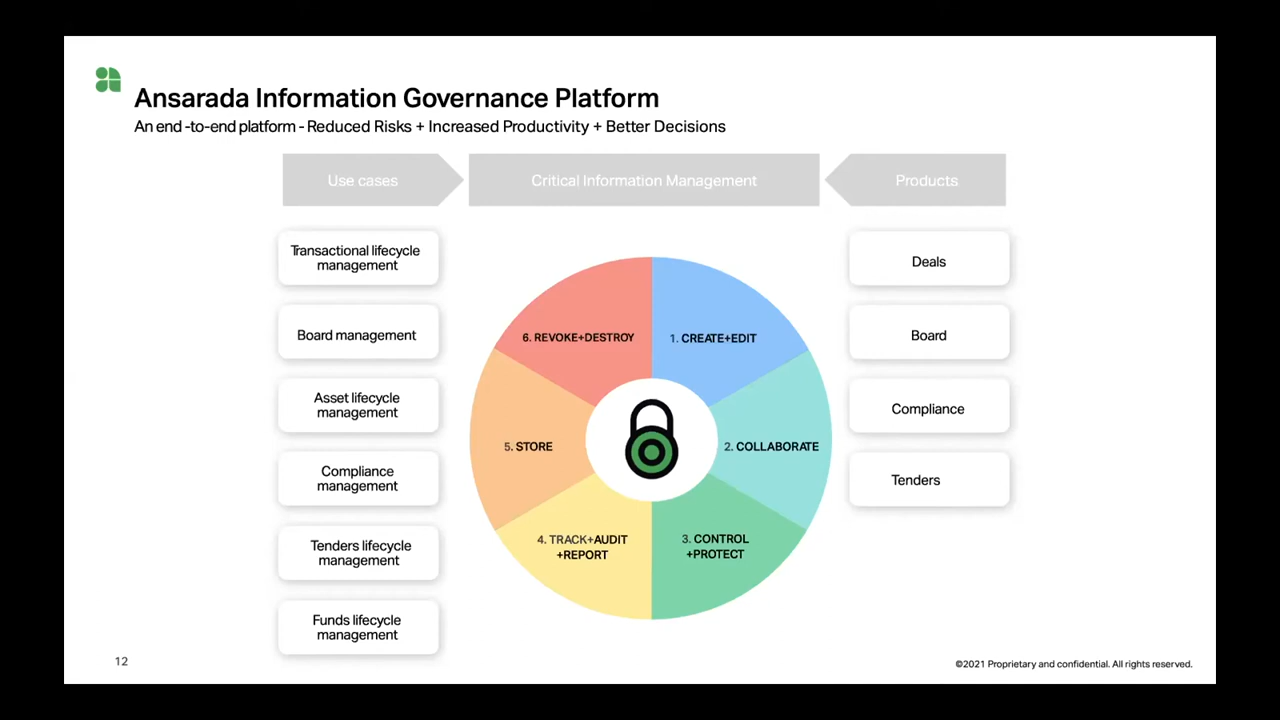 Ansarada Information Governance Platform
An end-to-end platform - Reduced Risks + Increased Productivity + Better Decisions
Use cases
Critical Information Management
Products
Transactional lifecycle
management
Board management
Asset lifecycle
management
Compliance
management
Tenders lifecycle
management
Funds lifecycle
management
6. REVOKE+DESTROY
1. CREATE+EDIT
5. STORE
2. COLLABORATE
4. TRACK+AUDIT
+REPORT
3. CONTROL
+PROTECT
Deals
Board
Compliance
Tenders
12
©2021 Proprietary and confidential. All rights reserved.